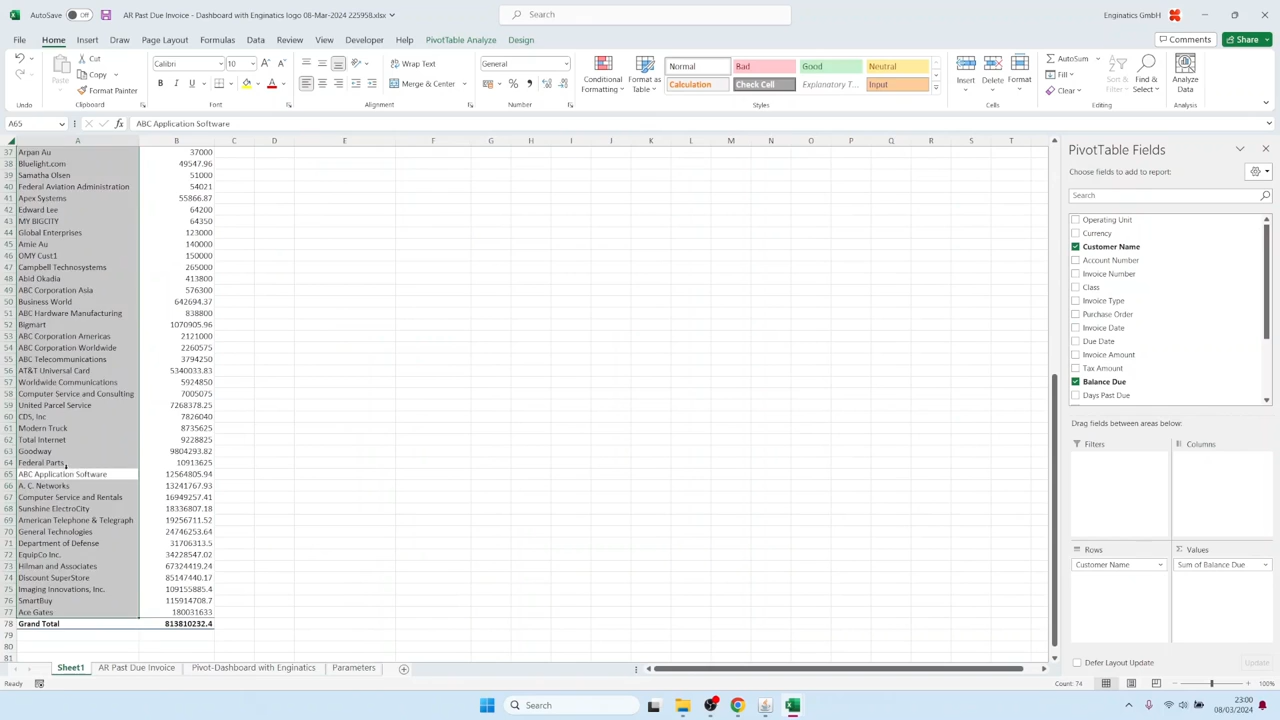 AutoSave Off AR Past Due Invoice - Dashboard with Enginatics logo 08-Mar-2024 225958.xlsx Search Enginatics GmbH
File Home Insert Draw Page Layout Formulas Data Review View Developer Help PivotTable Analyze Design Comments Share
Paste Cut Copy Format Painter Calibri 10 Wrap Text Merge & Center General Conditional Formatting Format as Table Normal Bad Good Neutral Calculation Check Cell Explanatory T... Input Insert Delete Format AutoSum Fill Clear Sort & Filter Find & Select Analyze Data
Undo Clipboard Font Alignment Number Styles Cells Editing Analysis
A65 fx ABC Application Software
A B C D E F G H I J K L M N O P Q R S T
37 Arpan Au 37000
38 Bluelight.com 49547.96
39 Samatha Olsen 51000
40 Federal Aviation Administration 54021
41 Apex Systems 55866.87
42 Edward Lee 64200
43 MY BIGCITY 64350
44 Global Enterprises 123000
45 Amie Au 140000
46 OMY Cust1 150000
47 Campbell Technosystems 265000
48 Abid Okadia 413800
49 ABC Corporation Asia 576300
50 Business World 642694.37
51 ABC Hardware Manufacturing 838800
52 Bigmart 1070905.96
53 ABC Corporation Americas 2121000
54 ABC Corporation Worldwide 2260575
55 ABC Telecommunications 3794250
56 AT&T Universal Card 5340033.83
57 Worldwide Communications 5924850
58 Computer Service and Consulting 7005075
59 United Parcel Service 7268378.25
60 CDS, Inc 7826040
61 Modern Truck 8735625
62 Total Internet 9228825
63 Goodway 9804293.82
64 Federal Parts 10913625
65 ABC Application Software 12564805.94
66 A. C. Networks 13241767.93
67 Computer Service and Rentals 16949257.41
68 Sunshine ElectroCity 18336807.18
69 American Telephone & Telegraph 19256711.52
70 General Technologies 24746253.64
71 Department of Defense 31706313.5
72 EquipCo Inc. 34228547.02
73 Hilman and Associates 67324419.24
74 Discount SuperStore 85147440.17
75 Imaging Innovations, Inc. 109155885.4
76 SmartBuy 115914708.7
77 Ace Gates 180031633
78 Grand Total 813810232.4
79
80
81
PivotTable Fields
Choose fields to add to report:
Search
Operating Unit
Currency
Customer Name
Account Number
Invoice Number
Class
Invoice Type
Purchase Order
Invoice Date
Due Date
Invoice Amount
Tax Amount
Balance Due
Days Past Due
Drag fields between areas below:
Filters Columns
Rows Values
Customer Name Sum of Balance Due
Defer Layout Update Update
Sheet1 AR Past Due Invoice Pivot-Dashboard with Enginatics Parameters
Ready Count: 74 100%
Search 23:00
08/03/2024